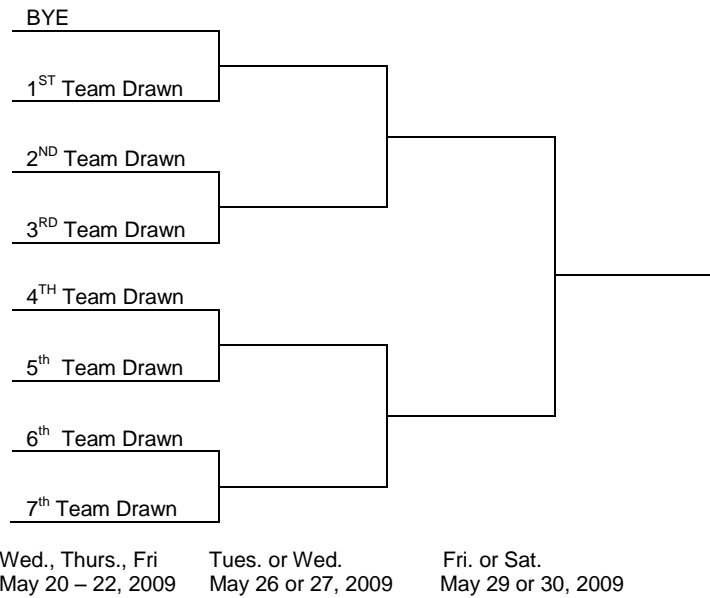 BYE
1ST Team Drawn
2ND Team Drawn
3RD Team Drawn
4TH Team Drawn
5th Team Drawn
6th Team Drawn
7th Team Drawn
Wed., Thurs., Fri Tues. or Wed. Fri. or Sat.
May 20 – 22, 2009 May 26 or 27, 2009 May 29 or 30, 2009